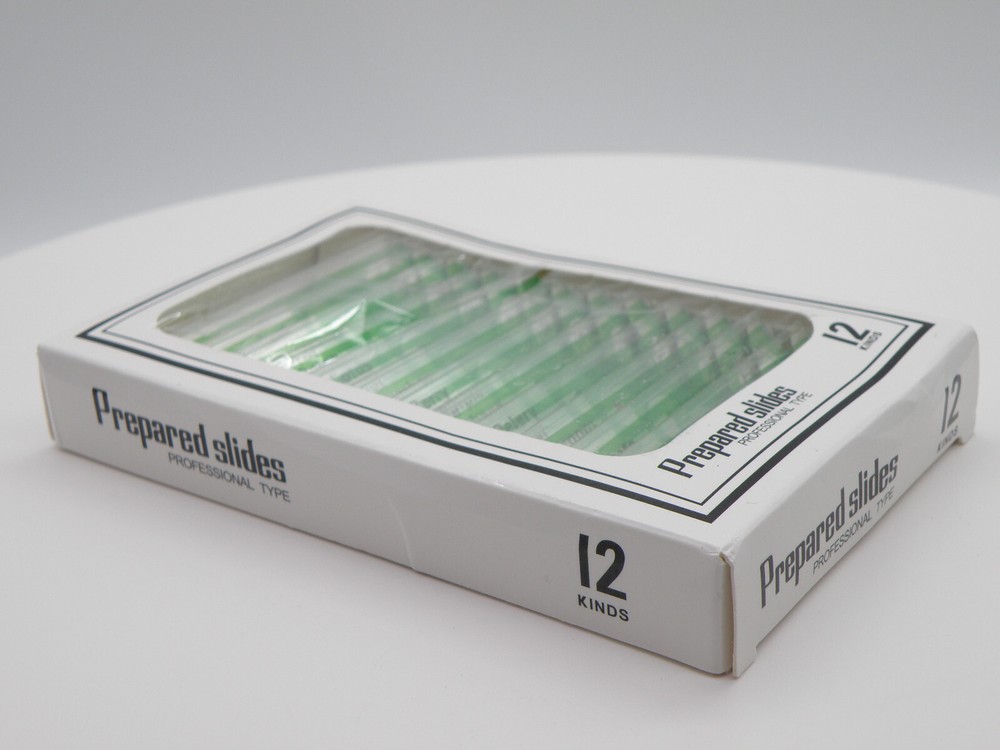 12
KINDS
Prepared slides
PROFESSIONAL TYPE
Prepared slides
PROFESSIONAL TYPE
12
KINDS
Prepared slides
PROFESSIONAL TYPE
12
KINDS